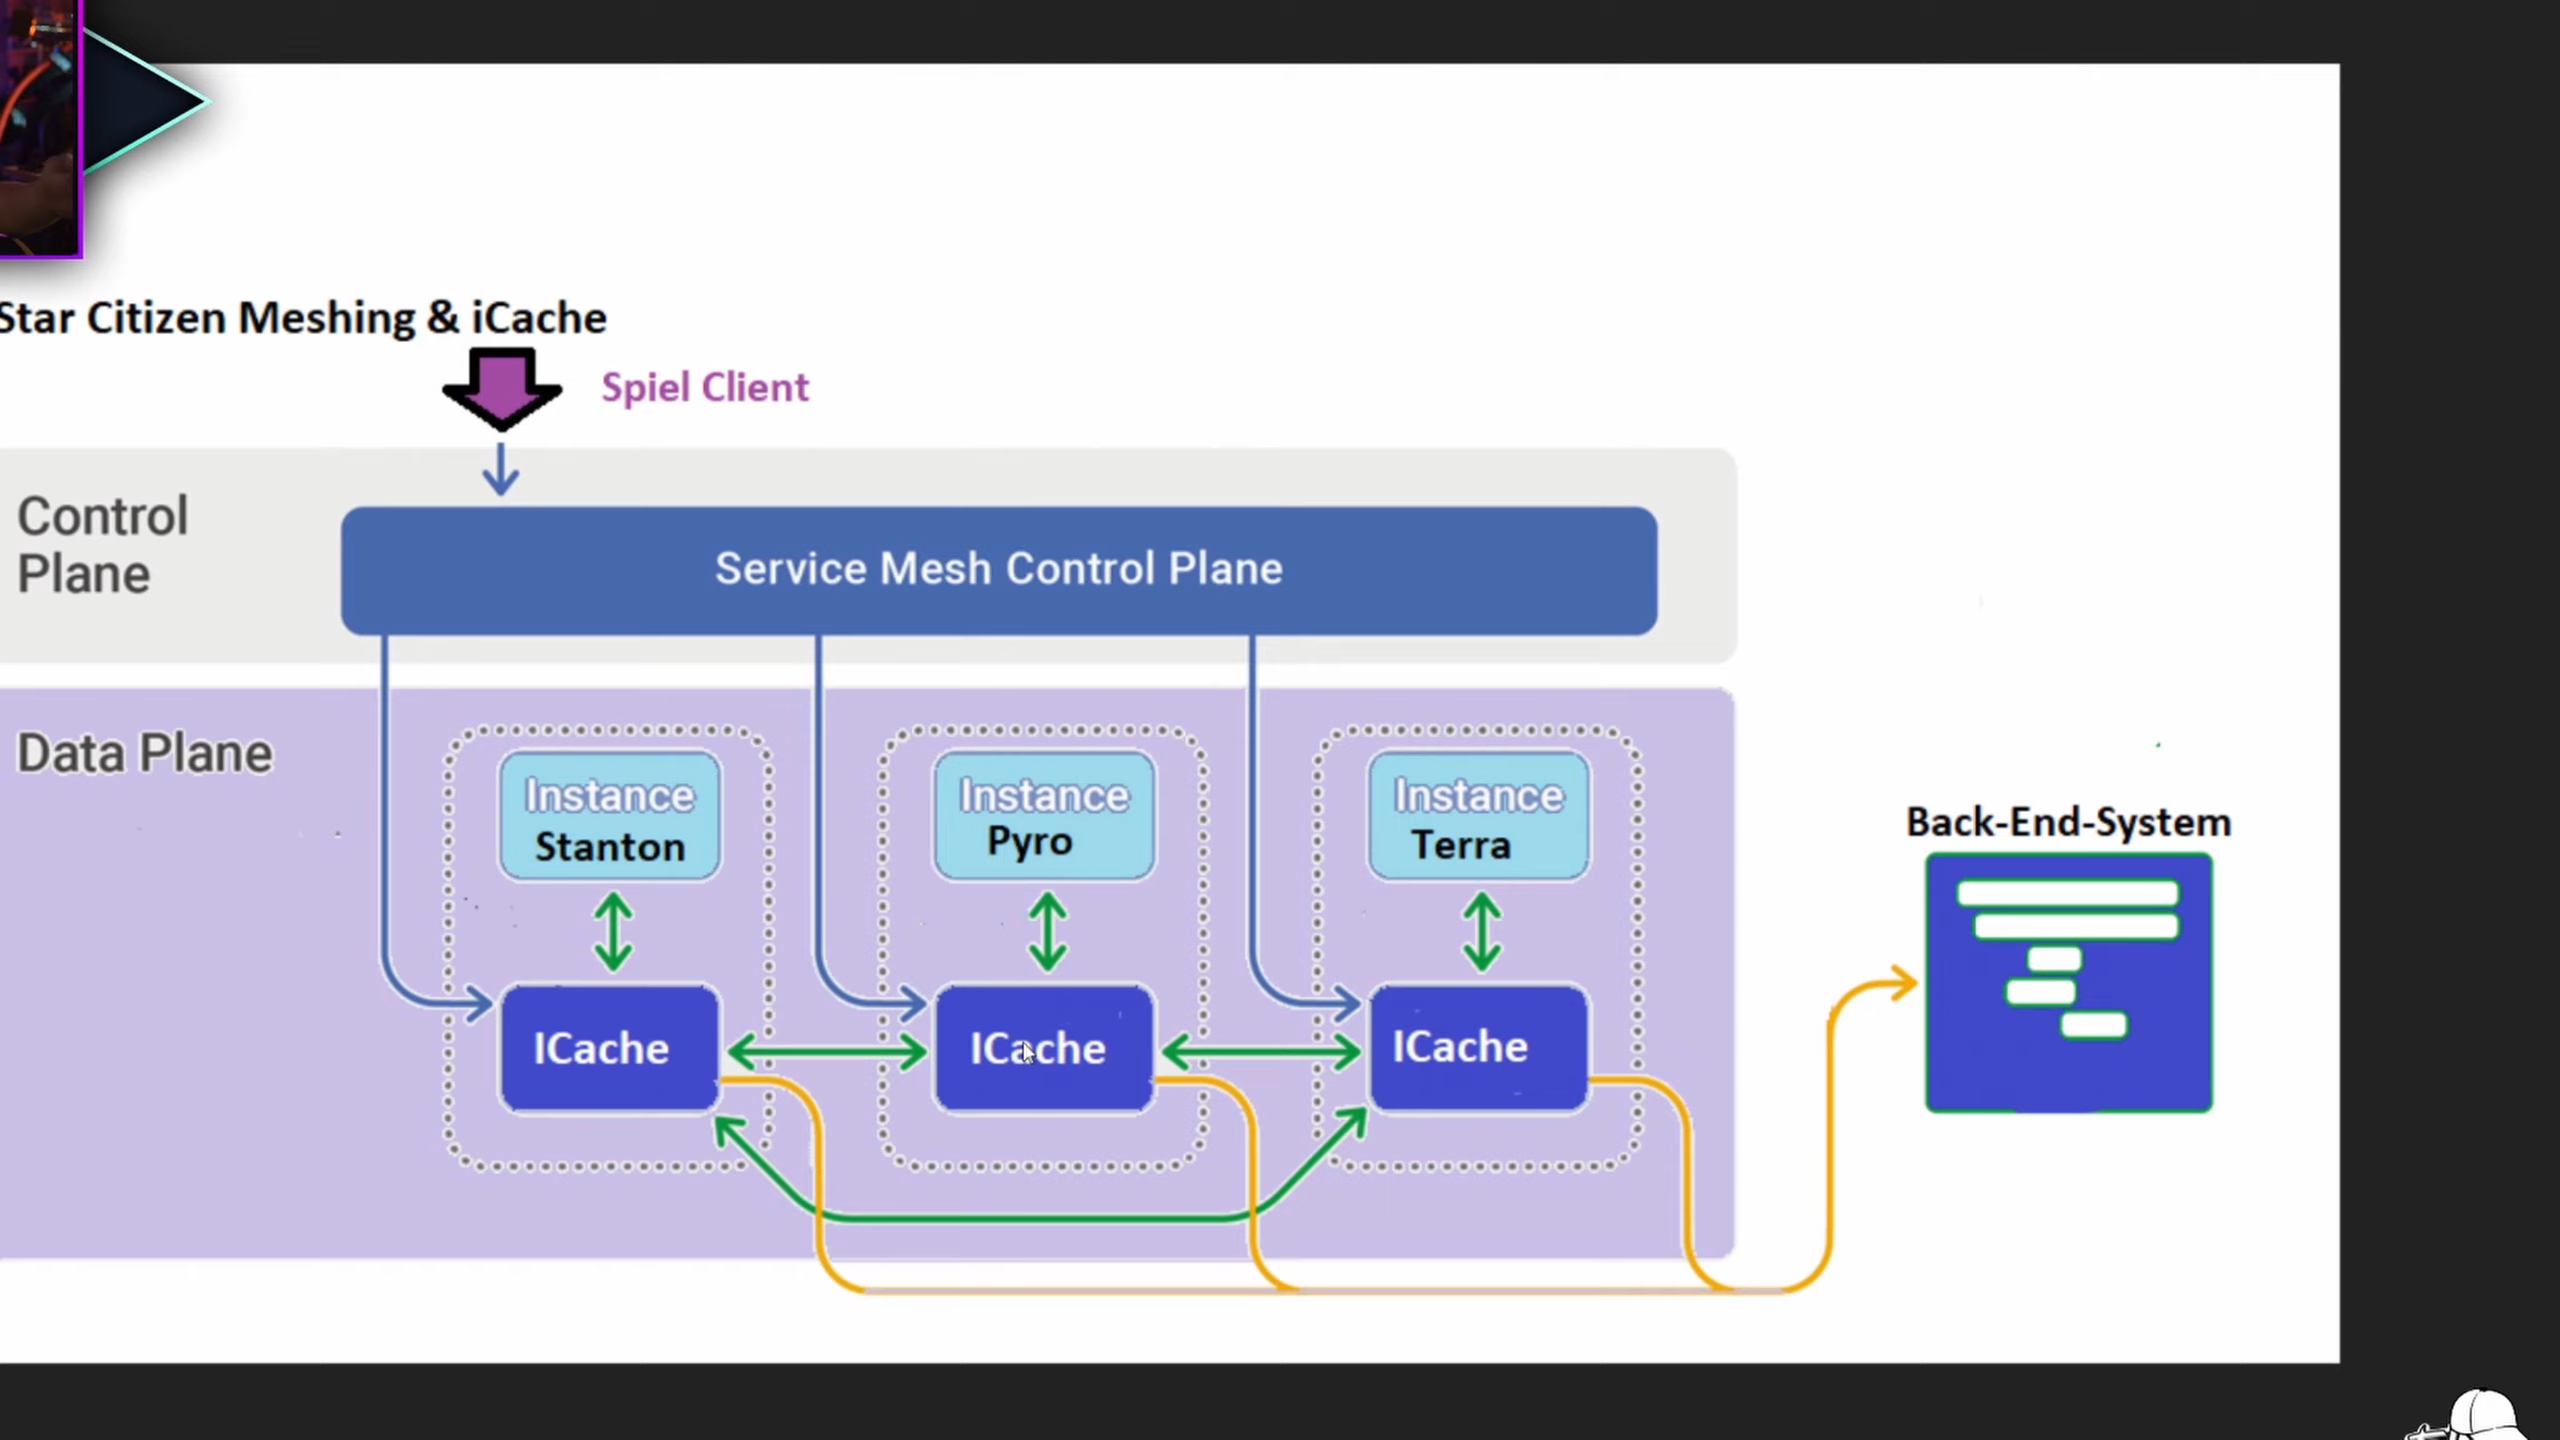 Star Citizen Meshing & iCache
Spiel Client
Control
Plane
Service Mesh Control Plane
Data Plane
Instance
Stanton
Instance
Pyro
Instance
Terra
Back-End-System
ICache
ICache
ICache